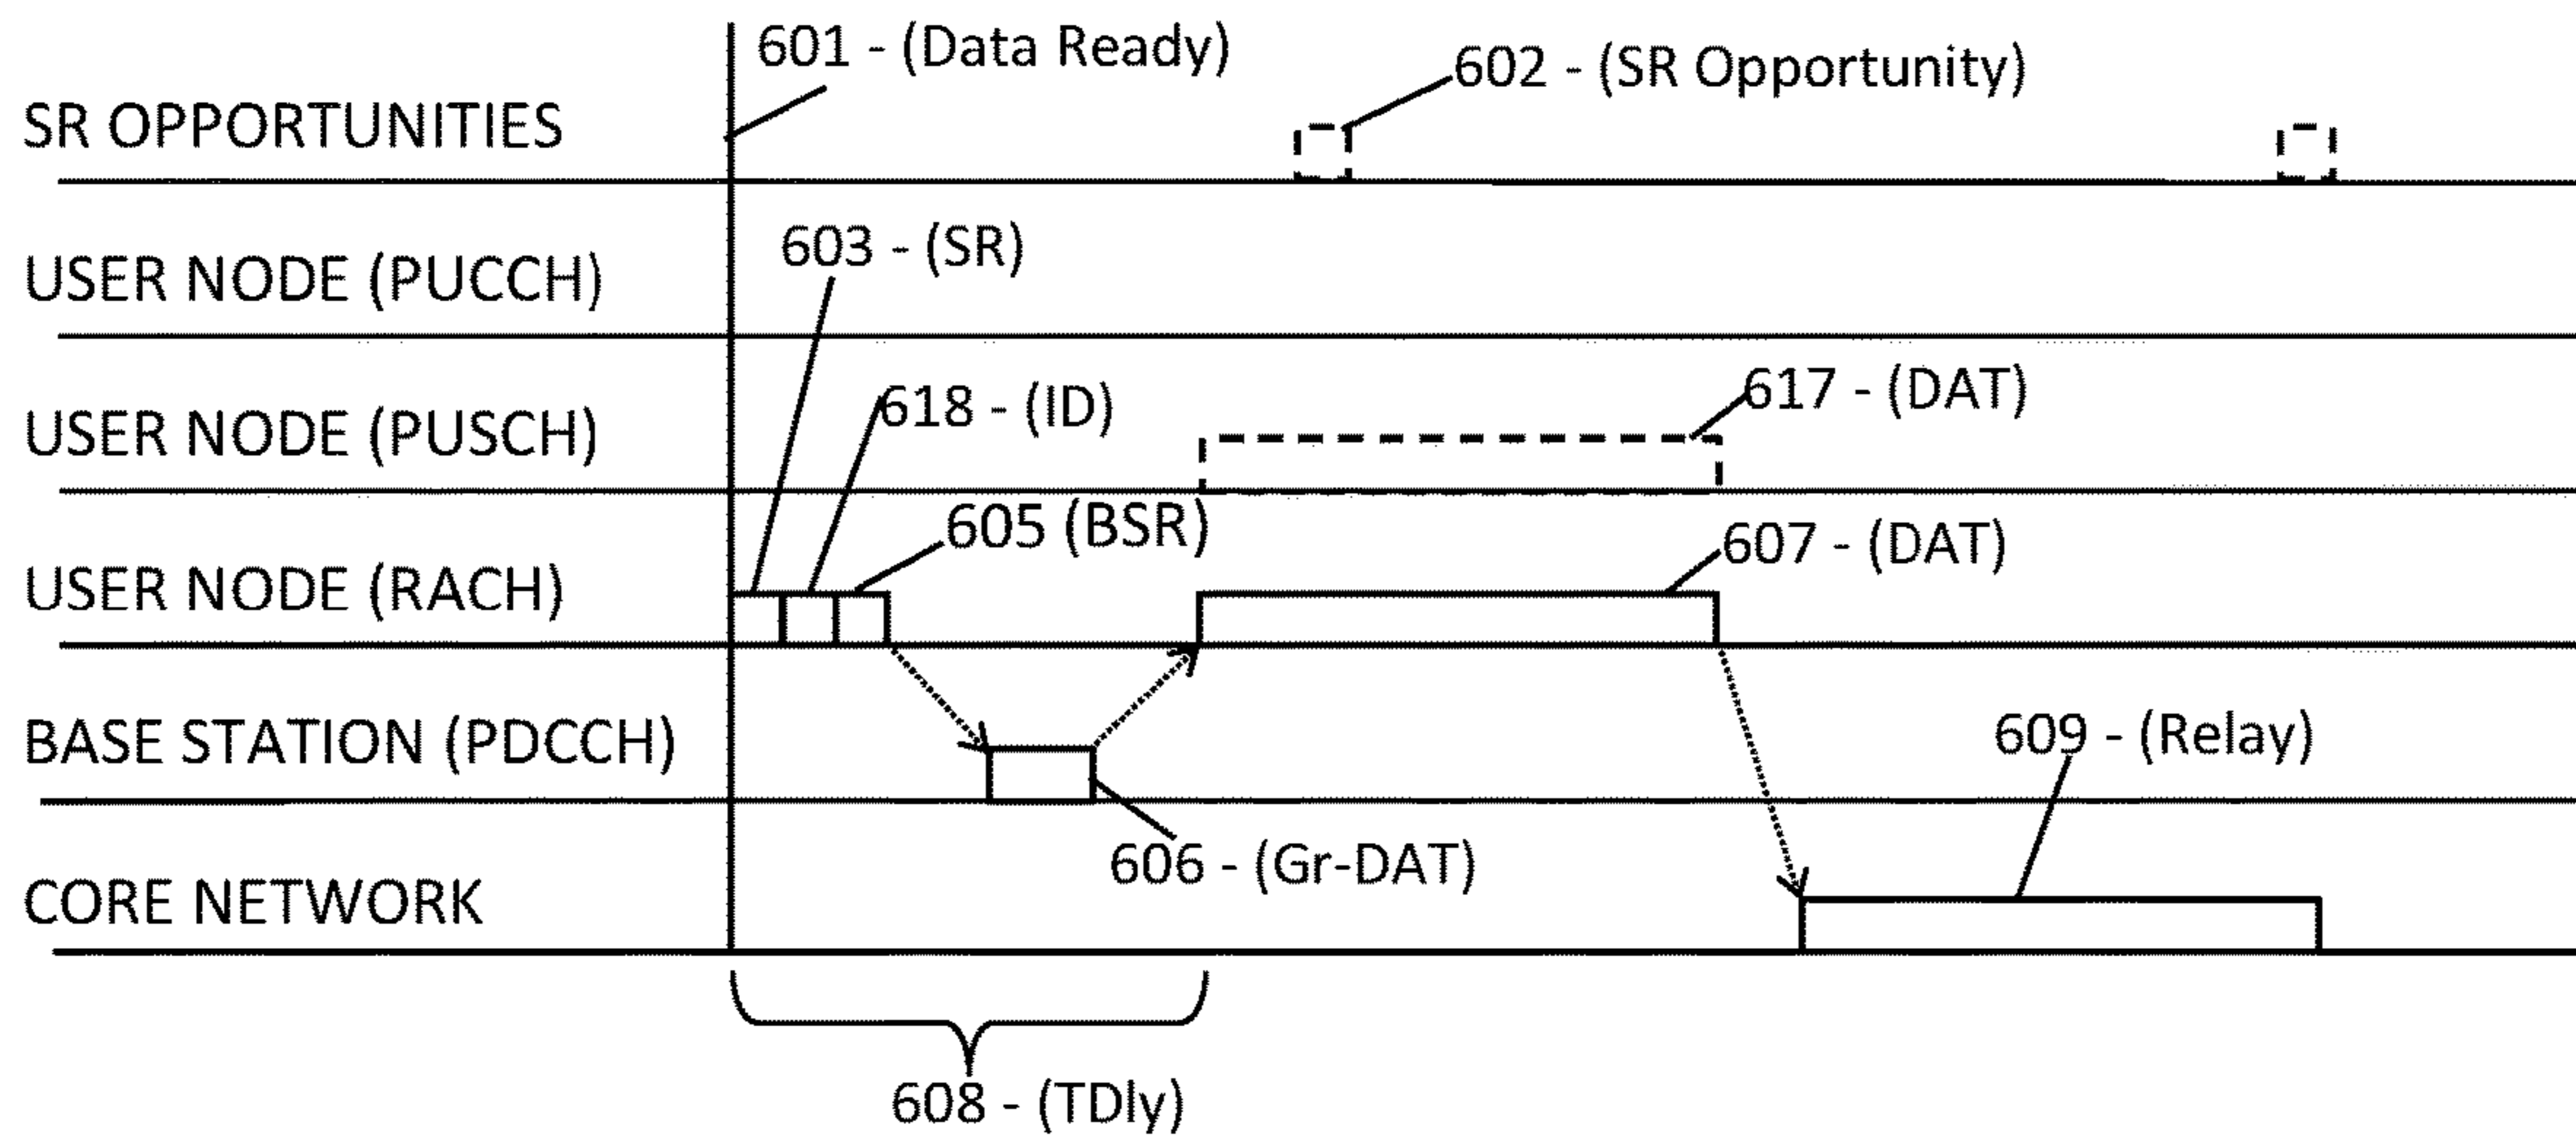 601 - (Data Ready)
602 - (SR Opportunity)
SR OPPORTUNITIES
603 - (SR)
USER NODE (PUCCH)
618 - (ID)
617 - (DAT)
USER NODE (PUSCH)
605 (BSR)
607 - (DAT)
USER NODE (RACH)
BASE STATION (PDCCH)
609 - (Relay)
606 - (Gr-DAT)
CORE NETWORK
608 - (TDly)